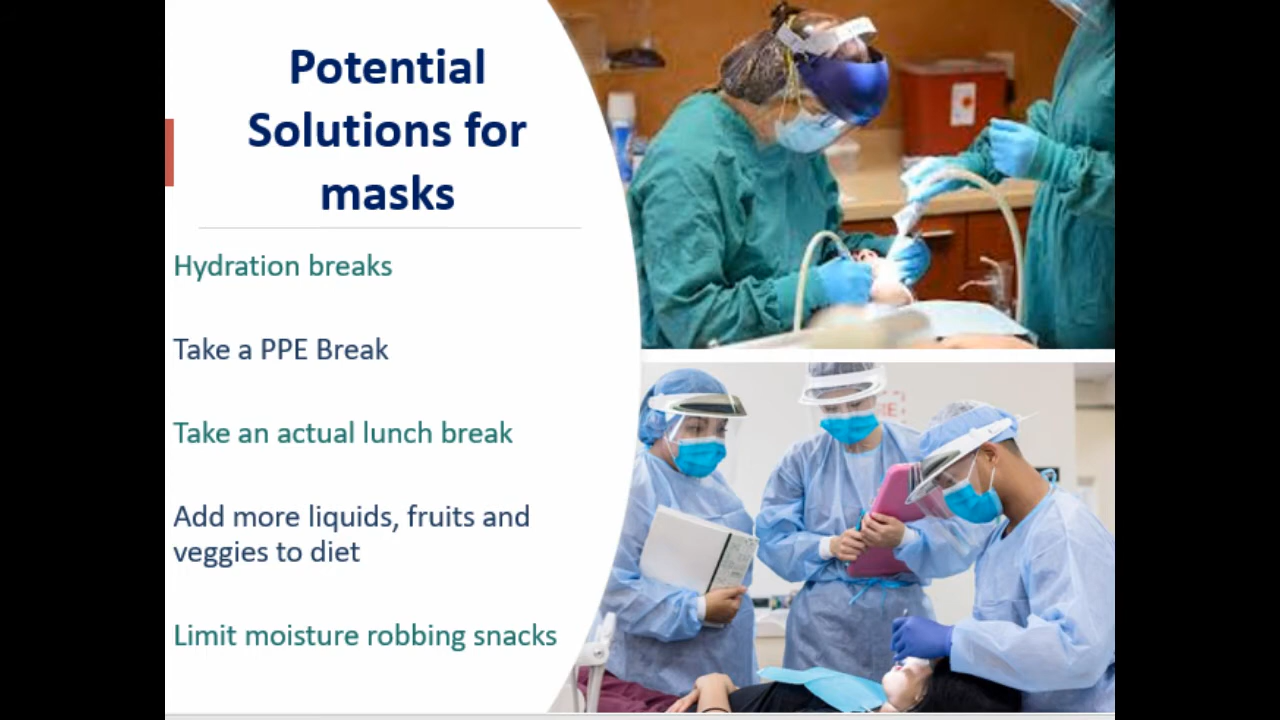 Potential
Solutions for
masks
Hydration breaks
Take a PPE Break
Take an actual lunch break
Add more liquids, fruits and
veggies to diet
Limit moisture robbing snacks